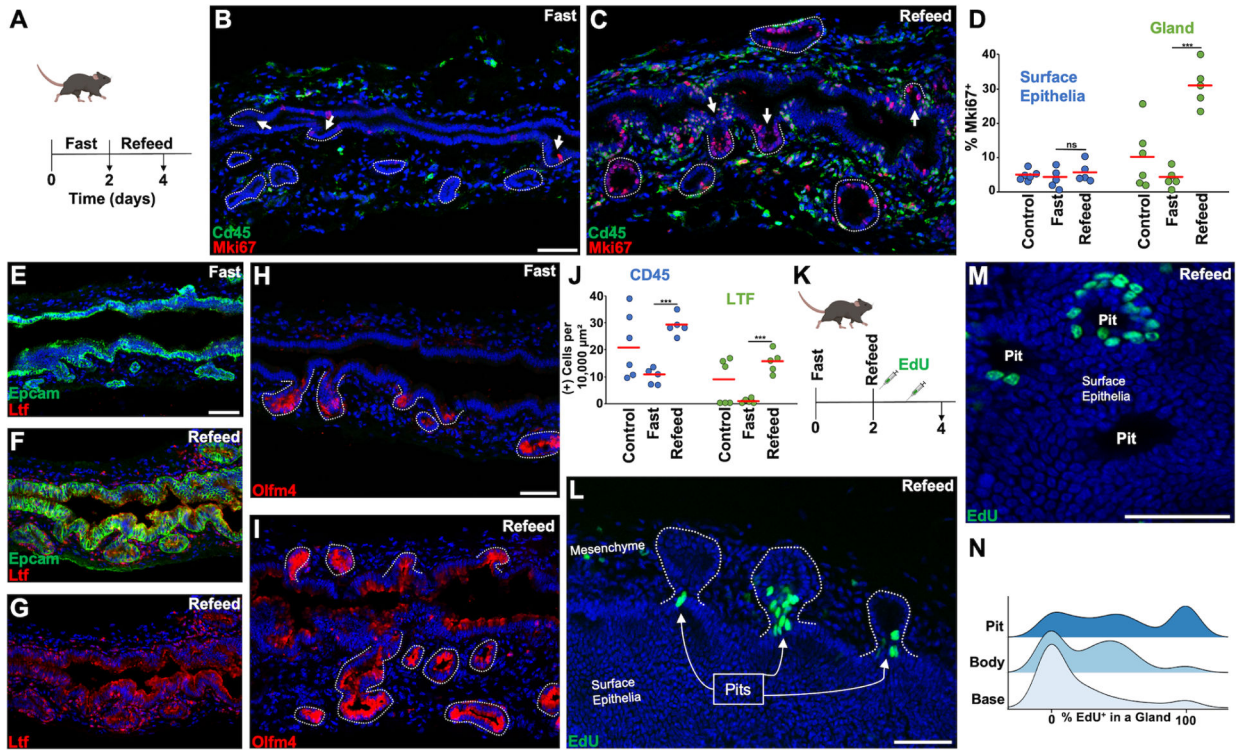 A
Fast
Refeed
0
2
4
Time (days)
B
Fast
Cd45
Mki67
C
Refeed
Cd45
Mki67
D
Gland
***
Surface
Epithelia
ns
% Mki67⁺
40
30
20
10
0
Control
Fast
Refeed
Control
Fast
Refeed
E
Fast
Epcam
Ltf
F
Refeed
Epcam
Ltf
G
Refeed
Ltf
H
Fast
Olfm4
I
Refeed
Olfm4
J
CD45
***
LTF
***
(+) Cells per
10,000 µm²
40
30
20
10
0
Control
Fast
Refeed
Control
Fast
Refeed
K
Fast
Refeed
EdU
0
2
4
L
Refeed
Mesenchyme
Pits
Surface
Epithelia
EdU
M
Refeed
Pit
Pit
Surface
Epithelia
Pit
EdU
N
Pit
Body
Base
0
% EdU⁺ in a Gland
100